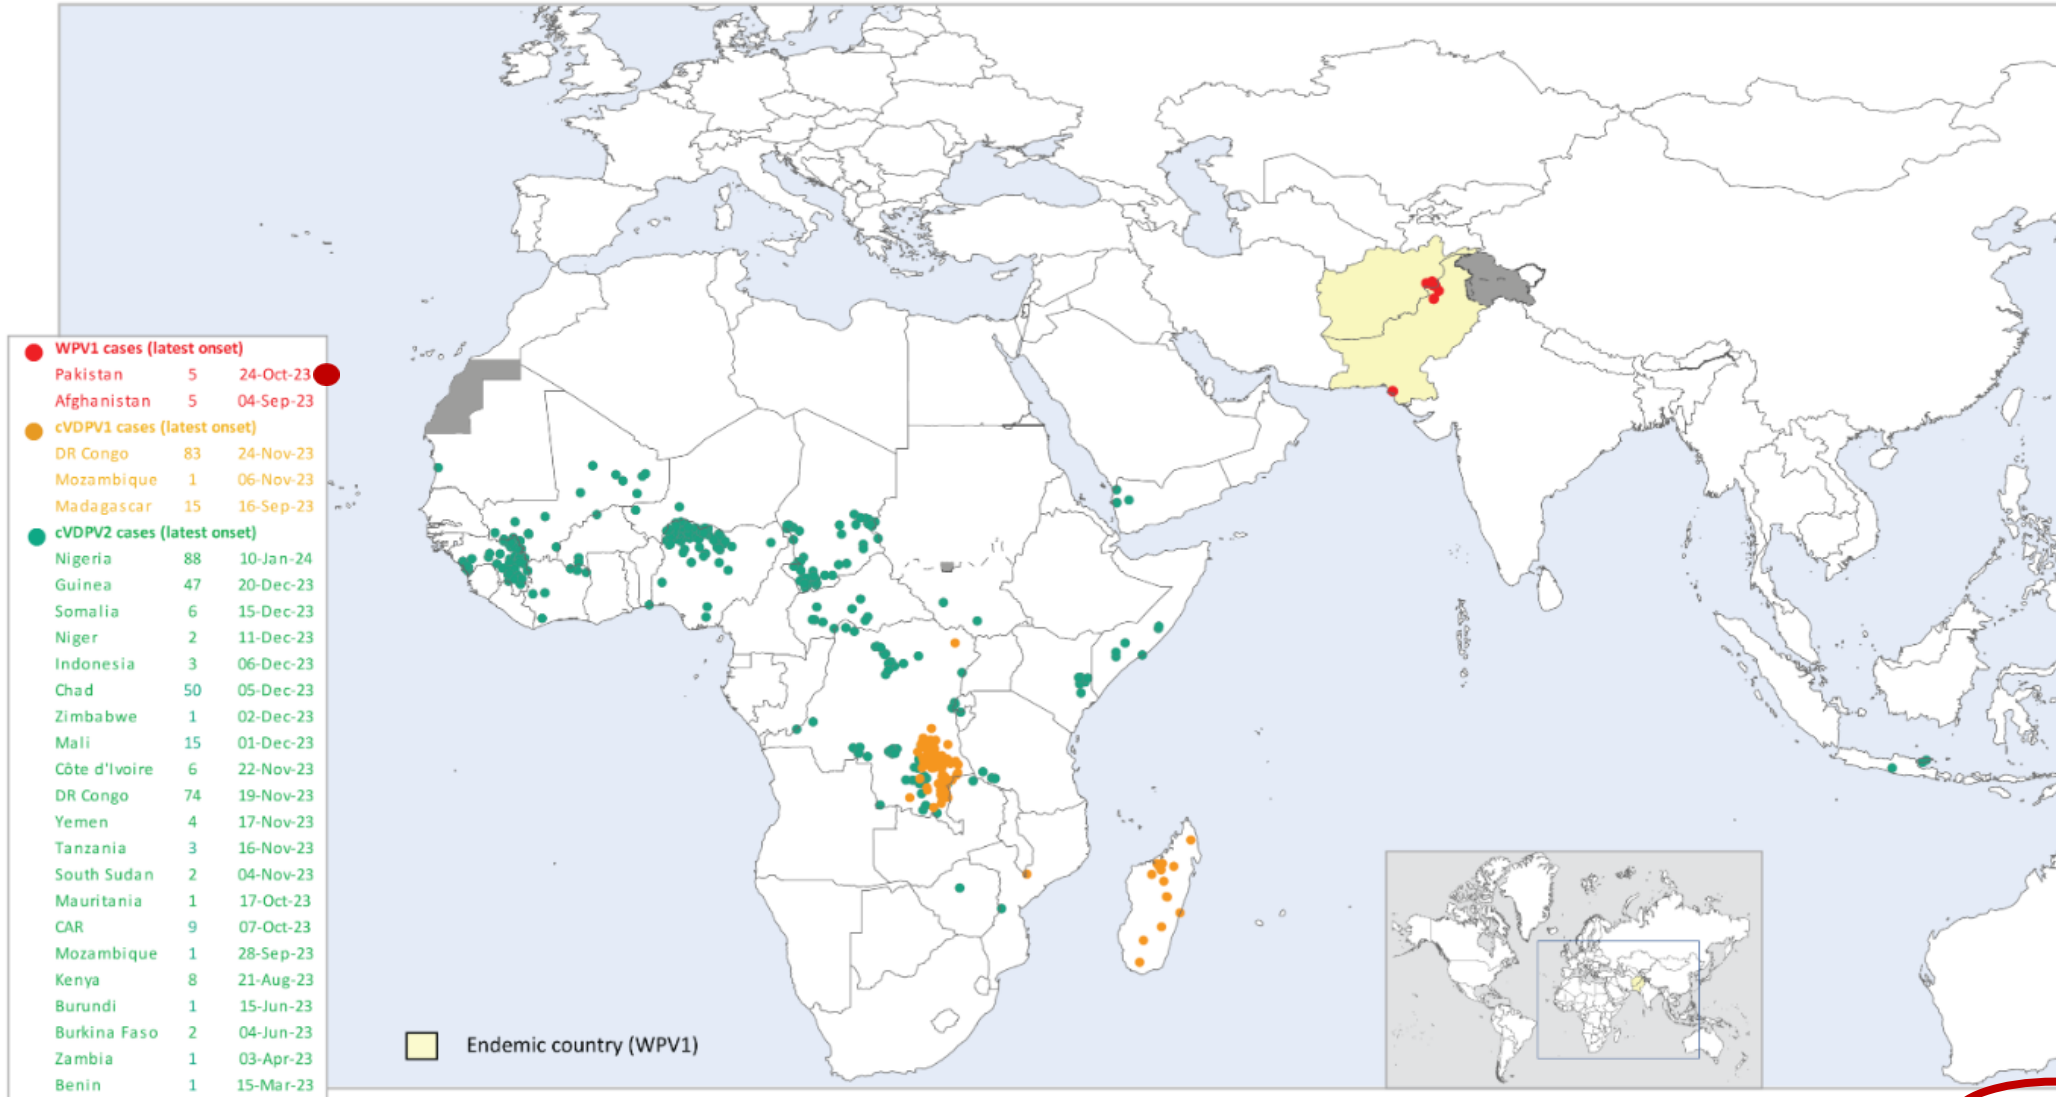 WPV1 cases (latest onset)
Pakistan 5 24-Oct-23
Afghanistan 5 04-Sep-23
cVDPV1 cases (latest onset)
DR Congo 83 24-Nov-23
Mozambique 1 06-Nov-23
Madagascar 15 16-Sep-23
cVDPV2 cases (latest onset)
Nigeria 88 10-Jan-24
Guinea 47 20-Dec-23
Somalia 6 15-Dec-23
Niger 2 11-Dec-23
Indonesia 3 06-Dec-23
Chad 50 05-Dec-23
Zimbabwe 1 02-Dec-23
Mali 15 01-Dec-23
Côte d'Ivoire 6 22-Nov-23
DR Congo 74 19-Nov-23
Yemen 4 17-Nov-23
Tanzania 3 16-Nov-23
South Sudan 2 04-Nov-23
Mauritania 1 17-Oct-23
CAR 9 07-Oct-23
Mozambique 1 28-Sep-23
Kenya 8 21-Aug-23
Burundi 1 15-Jun-23
Burkina Faso 2 04-Jun-23
Zambia 1 03-Apr-23
Benin 1 15-Mar-23
Endemic country (WPV1)